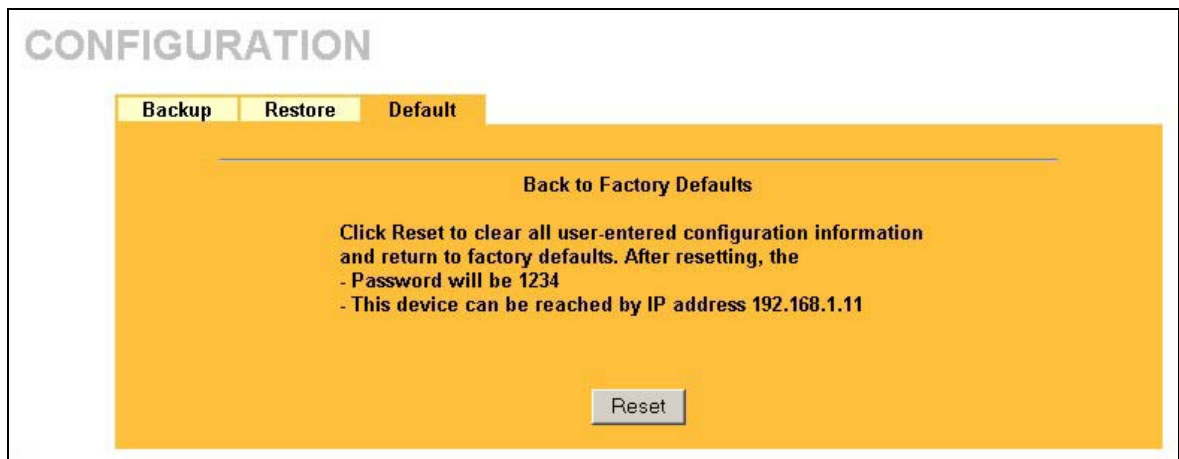 CONFIGURATION
Backup Restore Default
Back to Factory Defaults
Click Reset to clear all user-entered configuration information
and return to factory defaults. After resetting, the
- Password will be 1234
- This device can be reached by IP address 192.168.1.11
Reset